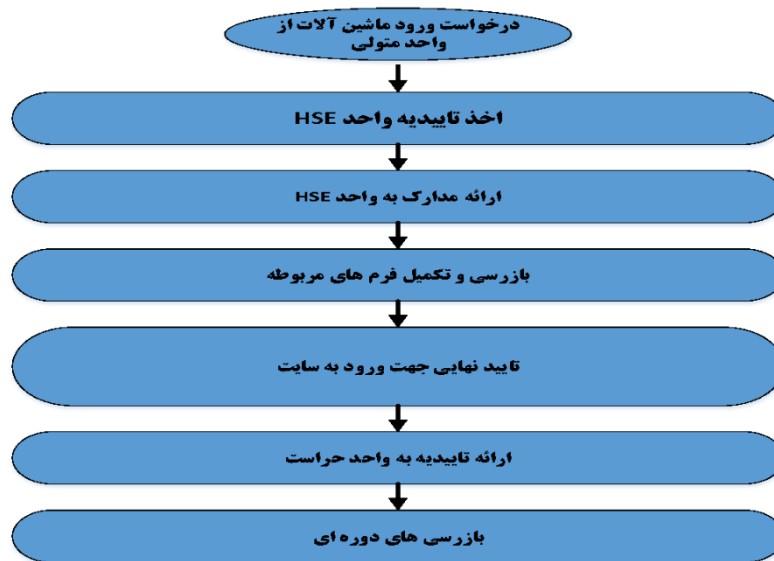 درخواست ورود ماشین آلات از
واحد متولی
اخذ تاییدیه واحد HSE
ارائه مدارک به واحد HSE
بازرسی و تکمیل فرم های مربوطه
تایید نهایی جهت ورود به سایت
ارائه تاییدیه به واحد حراست
بازرسی های دوره ای